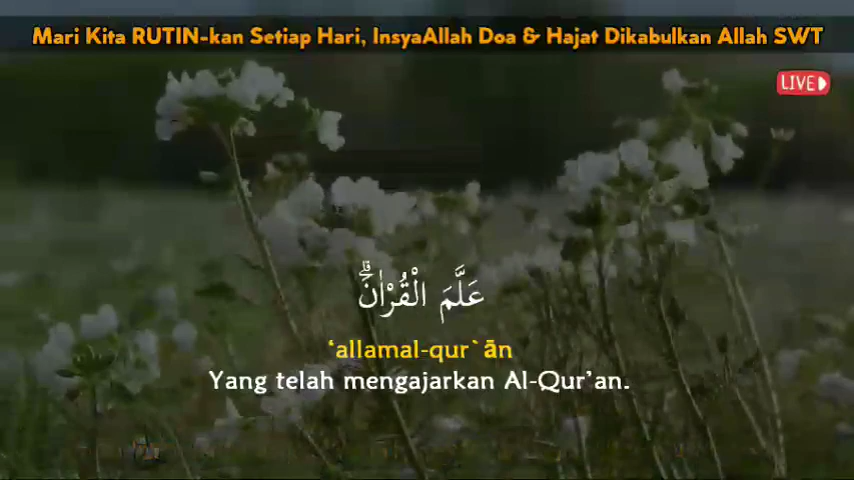 Mari Kita RUTIN-kan Setiap Hari, InsyaAllah Doa & Hajat Dikabulkan Allah SWT
LIVE
عَلَّمَ الْقُرْاٰنَۗ
‘allamal-qur`ān
Yang telah mengajarkan Al-Qur’an.